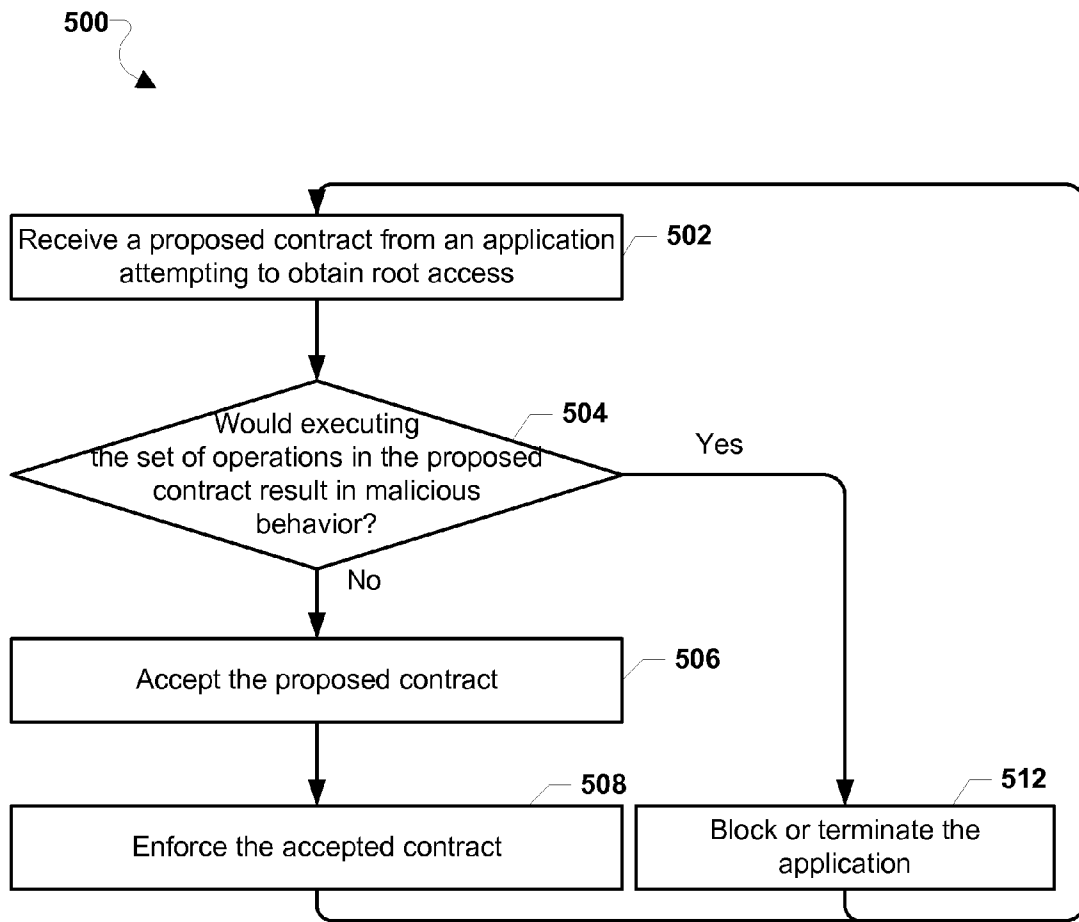 500
Receive a proposed contract from an application
attempting to obtain root access
502
Would executing
the set of operations in the proposed
contract result in malicious
behavior?
504
Yes
No
Accept the proposed contract
506
Enforce the accepted contract
508
Block or terminate the
application
512